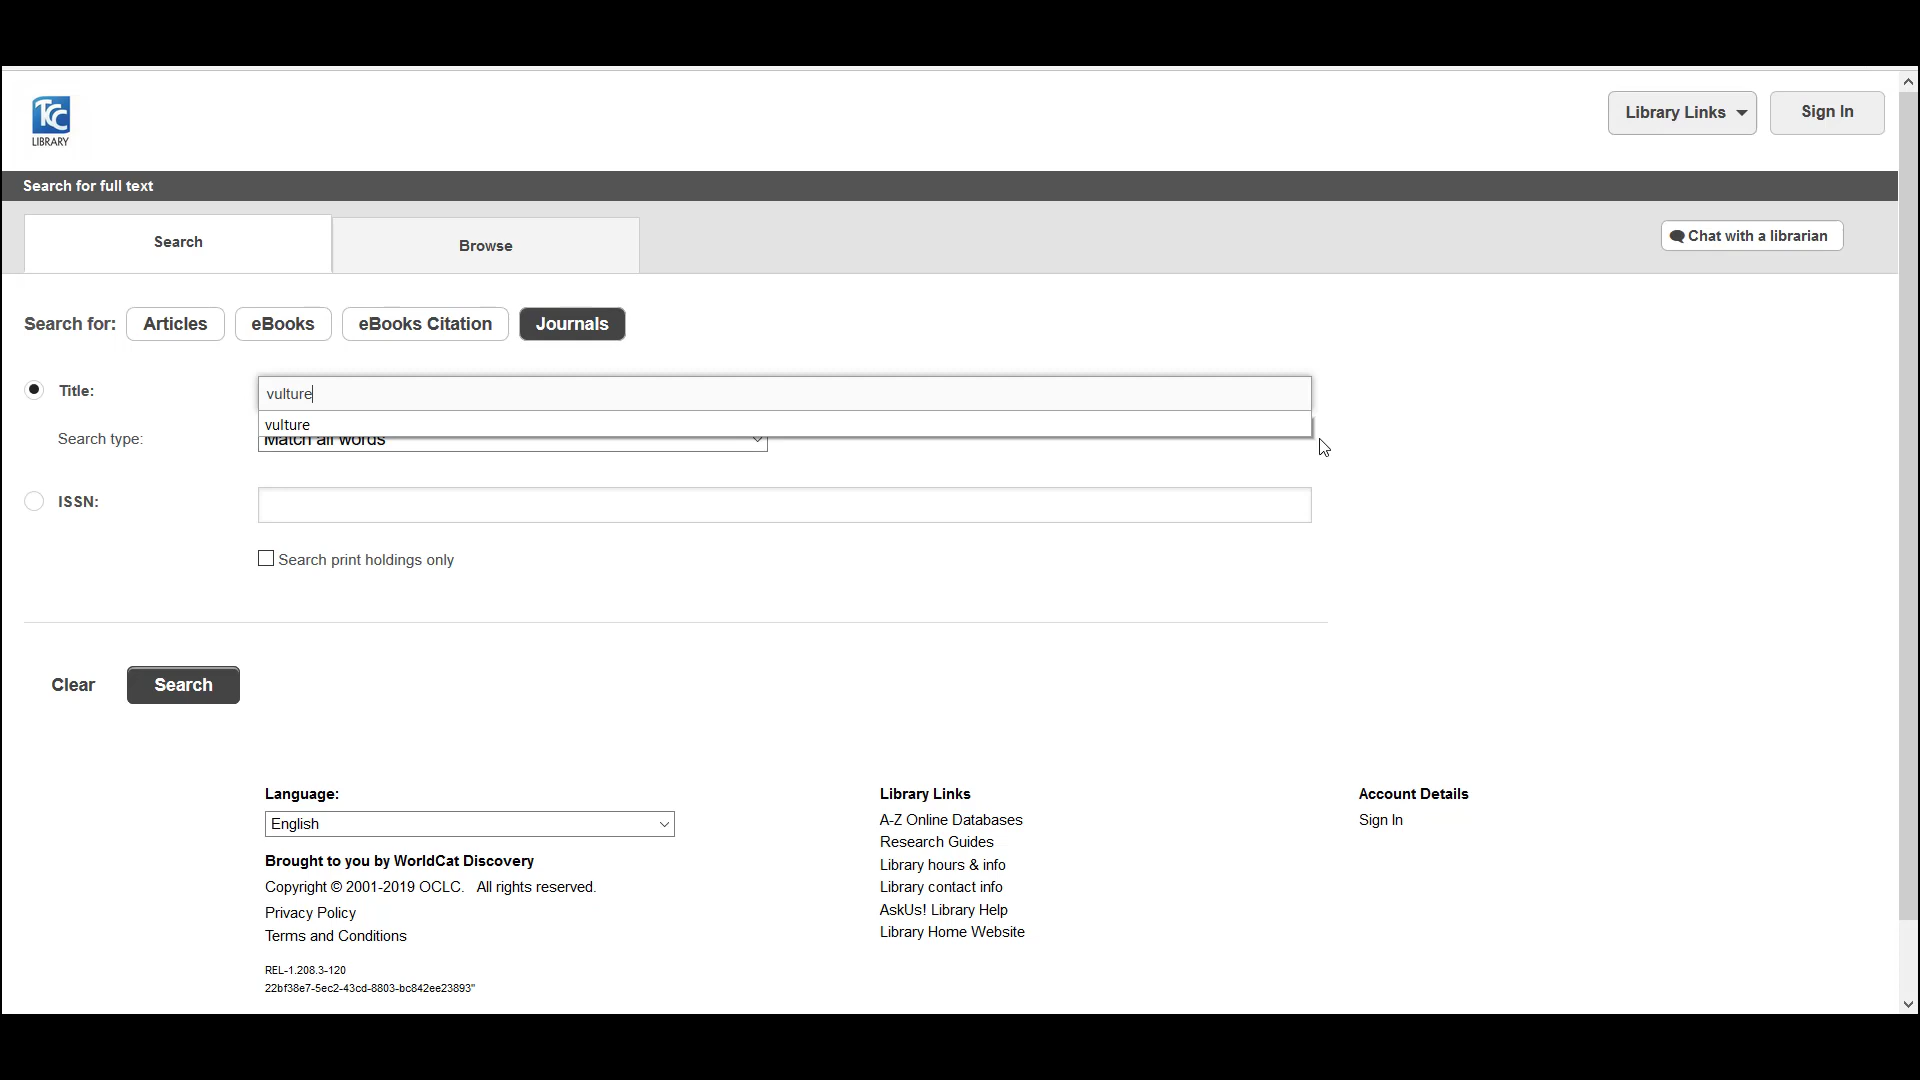 TCC
LIBRARY
Library Links
Sign In
Search for full text
Search
Browse
Chat with a librarian
Search for:
Articles
eBooks
eBooks Citation
Journals
Title:
vulture
vulture
Search type:
Match all words
ISSN:
Search print holdings only
Clear
Search
Language:
Library Links
Account Details
English
A-Z Online Databases
Sign In
Research Guides
Brought to you by WorldCat Discovery
Library hours & info
Copyright © 2001-2019 OCLC. All rights reserved.
Library contact info
Privacy Policy
AskUs! Library Help
Terms and Conditions
Library Home Website
REL-1.208.3-120
22bf38e7-5ec2-43cd-8803-bc842ee23893"